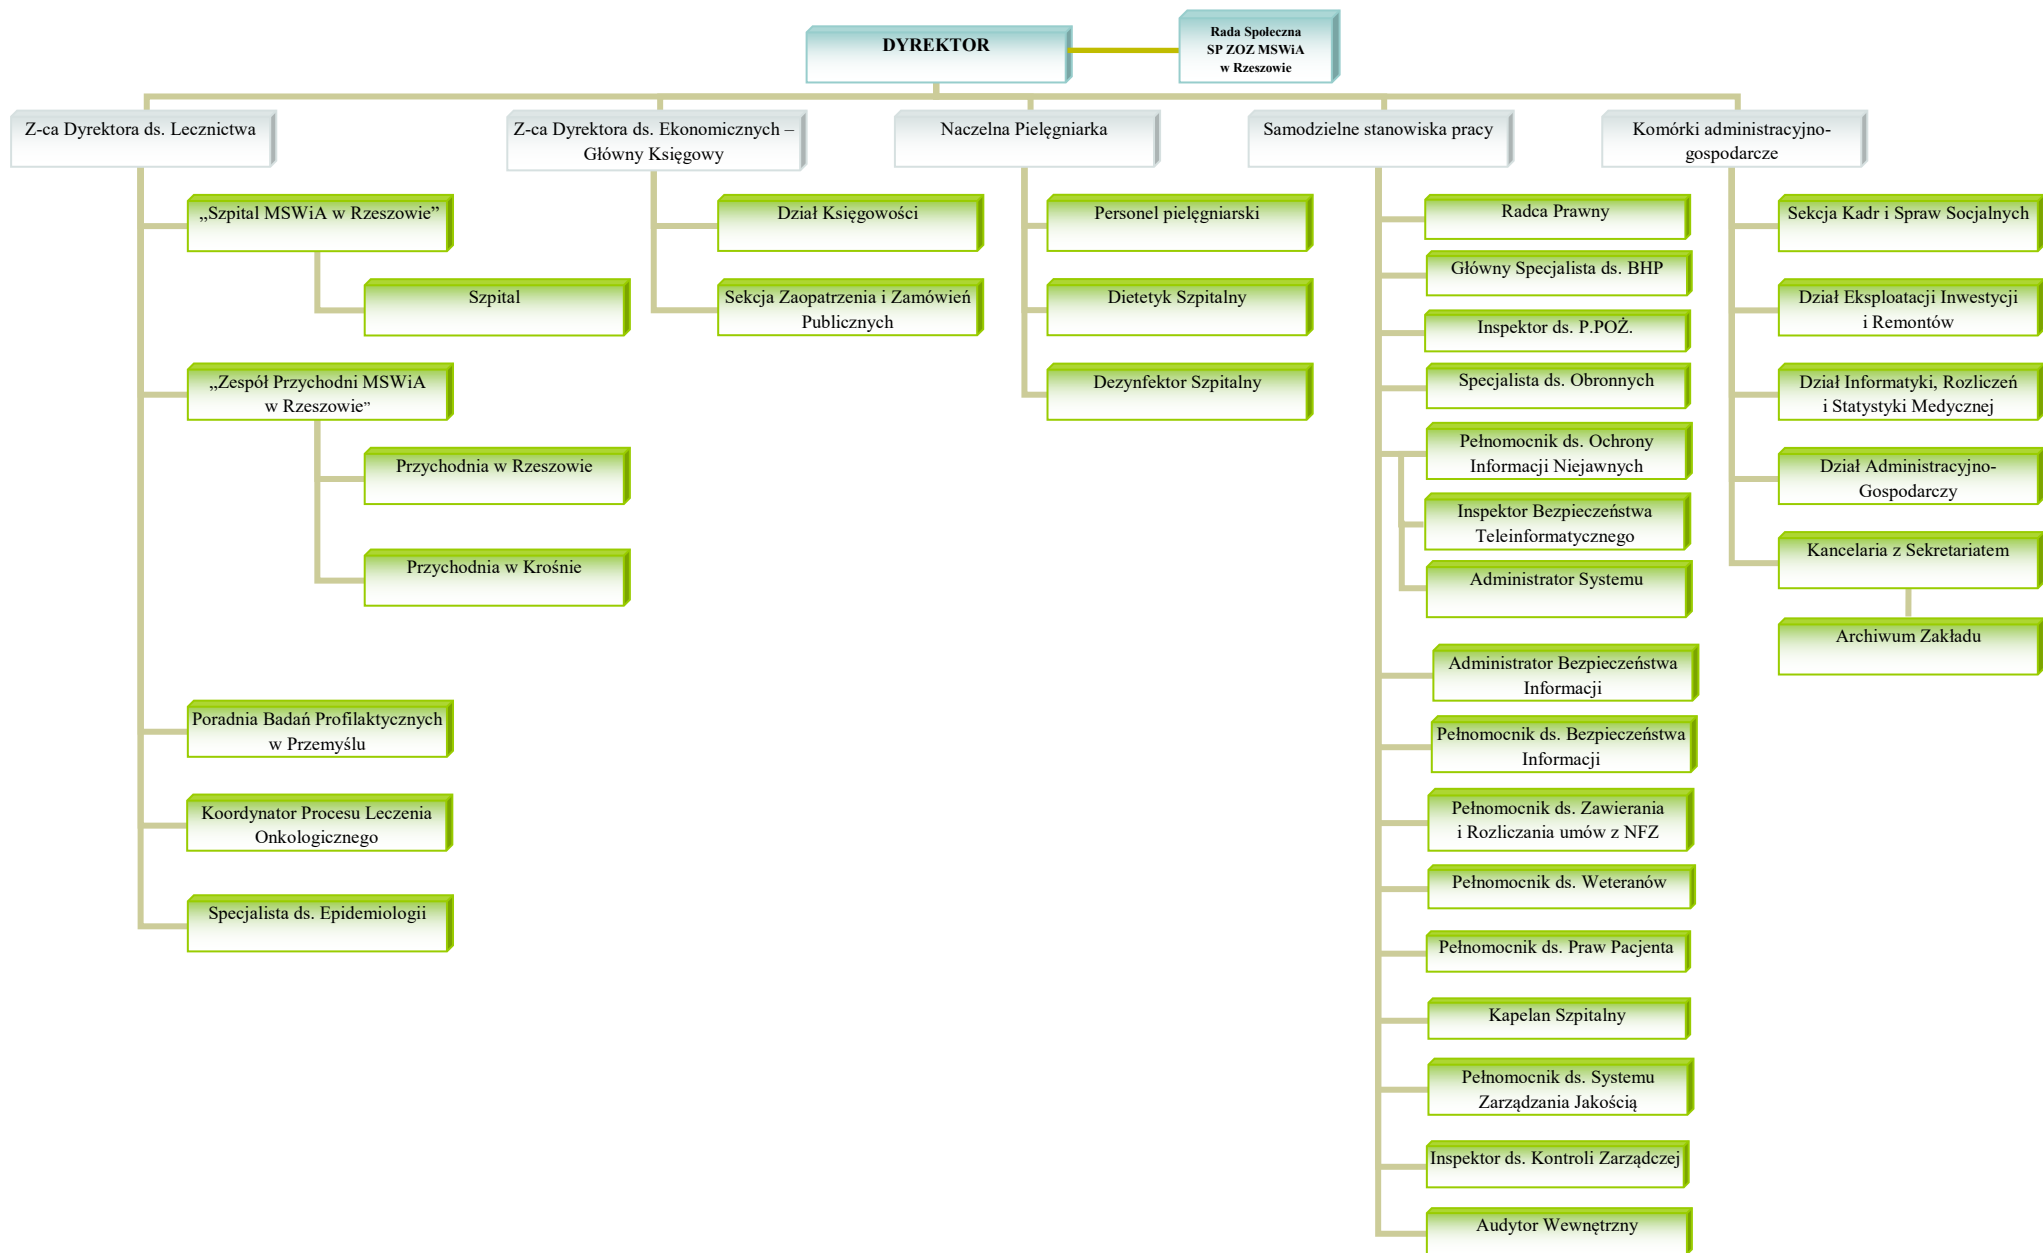 DYREKTOR
Rada Społeczna
SP ZOZ MSWiA
w Rzeszowie
Z-ca Dyrektora ds. Lecznictwa
Z-ca Dyrektora ds. Ekonomicznych –
Główny Księgowy
Naczelna Pielęgniarka
Samodzielne stanowiska pracy
Komórki administracyjno-
gospodarcze
„Szpital MSWiA w Rzeszowie”
Szpital
„Zespół Przychodni MSWiA
w Rzeszowie”
Przychodnia w Rzeszowie
Przychodnia w Krośnie
Poradnia Badań Profilaktycznych
w Przemyślu
Koordynator Procesu Leczenia
Onkologicznego
Specjalista ds. Epidemiologii
Dział Księgowości
Sekcja Zaopatrzenia i Zamówień
Publicznych
Personel pielęgniarski
Dietetyk Szpitalny
Dezynfektor Szpitalny
Radca Prawny
Główny Specjalista ds. BHP
Inspektor ds. P.POŻ.
Specjalista ds. Obronnych
Pełnomocnik ds. Ochrony
Informacji Niejawnych
Inspektor Bezpieczeństwa
Teleinformatycznego
Administrator Systemu
Administrator Bezpieczeństwa
Informacji
Pełnomocnik ds. Bezpieczeństwa
Informacji
Pełnomocnik ds. Zawierania
i Rozliczania umów z NFZ
Pełnomocnik ds. Weteranów
Pełnomocnik ds. Praw Pacjenta
Kapelan Szpitalny
Pełnomocnik ds. Systemu
Zarządzania Jakością
Inspektor ds. Kontroli Zarządczej
Audytor Wewnętrzny
Sekcja Kadr i Spraw Socjalnych
Dział Eksploatacji Inwestycji
i Remontów
Dział Informatyki, Rozliczeń
i Statystyki Medycznej
Dział Administracyjno-
Gospodarczy
Kancelaria z Sekretariatem
Archiwum Zakładu